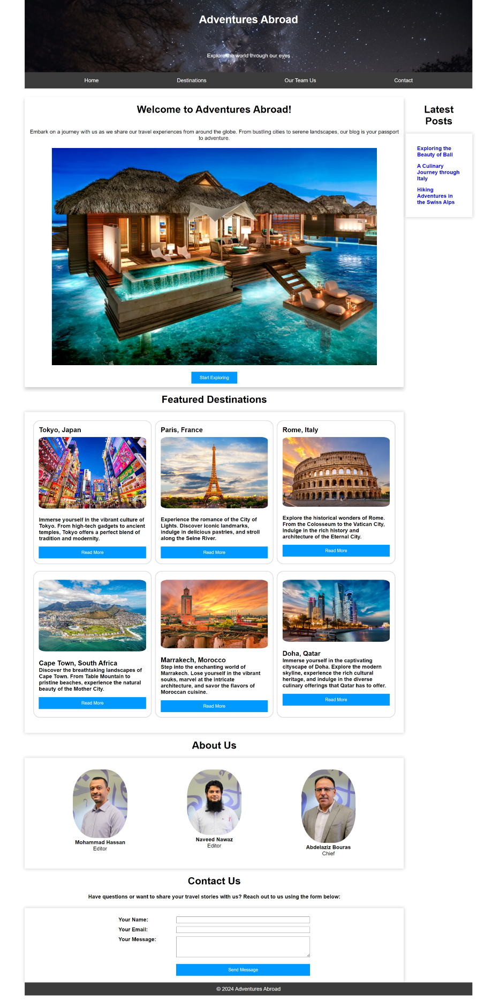 Adventures Abroad
Explore the world through our eyes
Home
Destinations
Our Team Us
Contact
Welcome to Adventures Abroad!
Embark on a journey with us as we share our travel experiences from around the globe. From bustling cities to serene landscapes, our blog is your passport
to adventure.
Start Exploring
Latest
Posts
Exploring the
Beauty of Bali
A Culinary
Journey through
Italy
Hiking
Adventures in
the Swiss Alps
Featured Destinations
Tokyo, Japan
Immerse yourself in the vibrant culture of
Tokyo. From high-tech gadgets to ancient
temples, Tokyo offers a perfect blend of
tradition and modernity.
Read More
Paris, France
Experience the romance of the City of
Lights. Discover iconic landmarks,
indulge in delicious pastries, and stroll
along the Seine River.
Read More
Rome, Italy
Explore the historical wonders of Rome.
From the Colosseum to the Vatican City,
indulge in the rich history and
architecture of the Eternal City.
Read More
Cape Town, South Africa
Discover the breathtaking landscapes of
Cape Town. From Table Mountain to
pristine beaches, experience the natural
beauty of the Mother City.
Read More
Marrakech, Morocco
Step into the enchanting world of
Marrakech. Lose yourself in the vibrant
souks, marvel at the intricate
architecture, and savor the flavors of
Moroccan cuisine.
Read More
Doha, Qatar
Immerse yourself in the captivating
cityscape of Doha. Explore the modern
skyline, experience the rich cultural
heritage, and indulge in the diverse
culinary offerings that Qatar has to offer.
Read More
About Us
Mohammad Hassan
Editor
Naveed Nawaz
Editor
Abdelaziz Bouras
Chief
Contact Us
Have questions or want to share your travel stories with us? Reach out to us using the form below:
Your Name:
Your Email:
Your Message:
Send Message
© 2024 Adventures Abroad